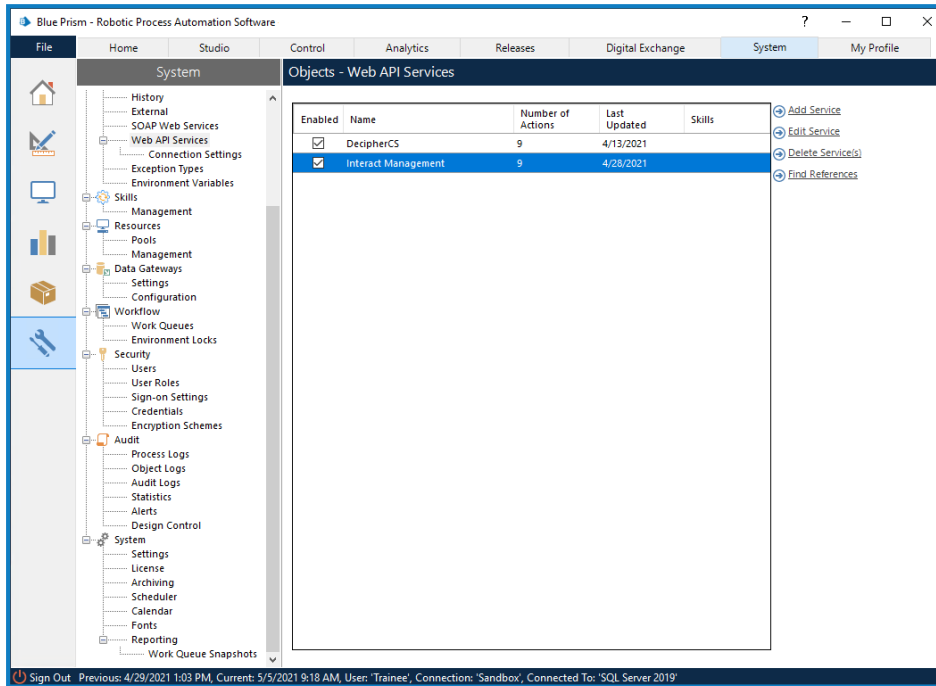 Blue Prism - Robotic Process Automation Software
?
File Home Studio Control Analytics Releases Digital Exchange System My Profile
System
Objects - Web API Services
History
External
SOAP Web Services
Web API Services
Connection Settings
Exception Types
Environment Variables
Skills
Management
Resources
Pools
Management
Data Gateways
Settings
Configuration
Workflow
Work Queues
Environment Locks
Security
Users
User Roles
Sign-on Settings
Credentials
Encryption Schemes
Audit
Process Logs
Object Logs
Audit Logs
Statistics
Alerts
Design Control
System
Settings
License
Archiving
Scheduler
Calendar
Fonts
Reporting
Work Queue Snapshots
Enabled Name Number of Actions Last Updated Skills
DecipherCS 9 4/13/2021
Interact Management 9 4/28/2021
Add Service
Edit Service
Delete Service(s)
Find References
Sign Out Previous: 4/29/2021 1:03 PM, Current: 5/5/2021 9:18 AM, User: 'Trainee', Connection: 'Sandbox', Connected To: 'SQL Server 2019'